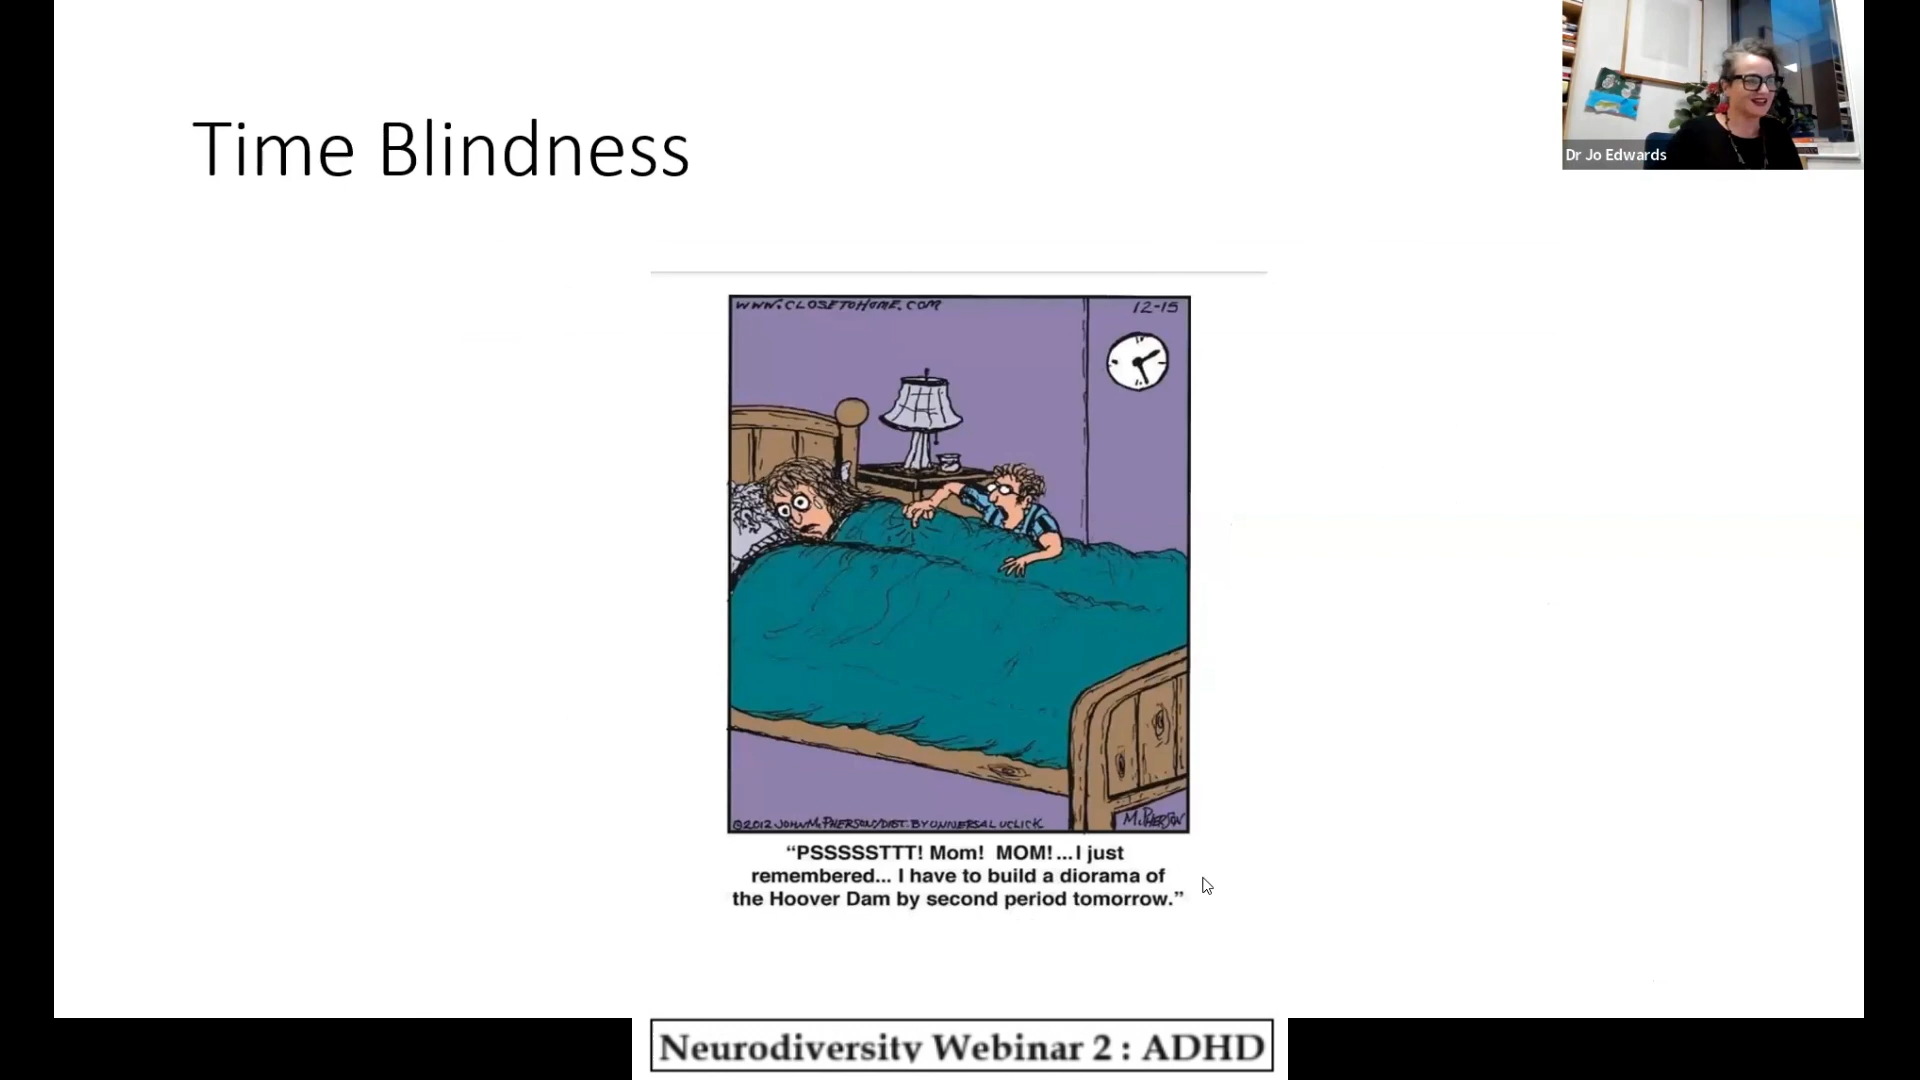 Time Blindness
Dr Jo Edwards
WWW.CLOSETOHOME.COM
12-15
©2012 JOHN McPHERSON/DIST. BY UNIVERSAL UCLICK
McPHERSON
“PSSSSSTTT! Mom!  MOM!...I just
remembered... I have to build a diorama of
the Hoover Dam by second period tomorrow.”
Neurodiversity Webinar 2 : ADHD